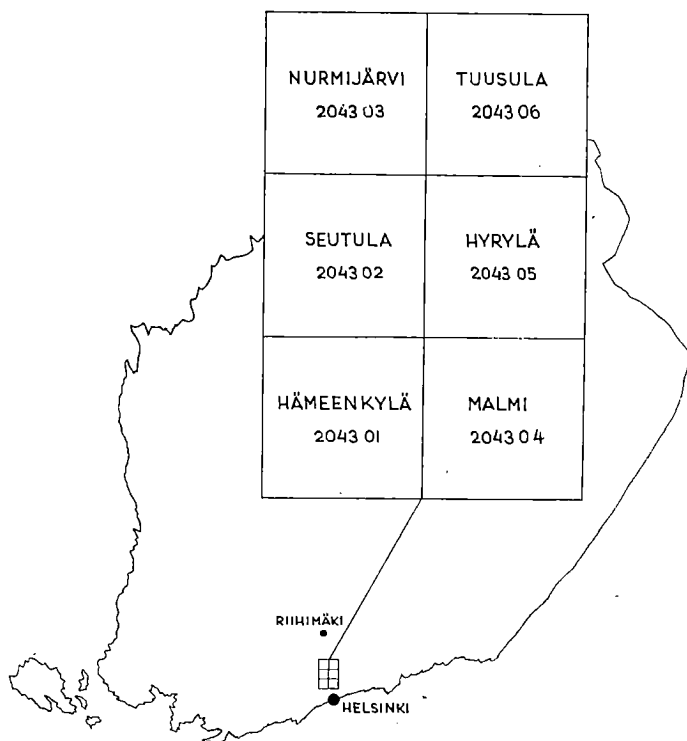 NURMIJÄRVI
2043 03
TUUSULA
2043 06
SEUTULA
2043 02
HYRYLÄ
2043 05
HÄMEENKYLÄ
2043 01
MALMI
2043 04
RIIHIMÄKI
HELSINKI